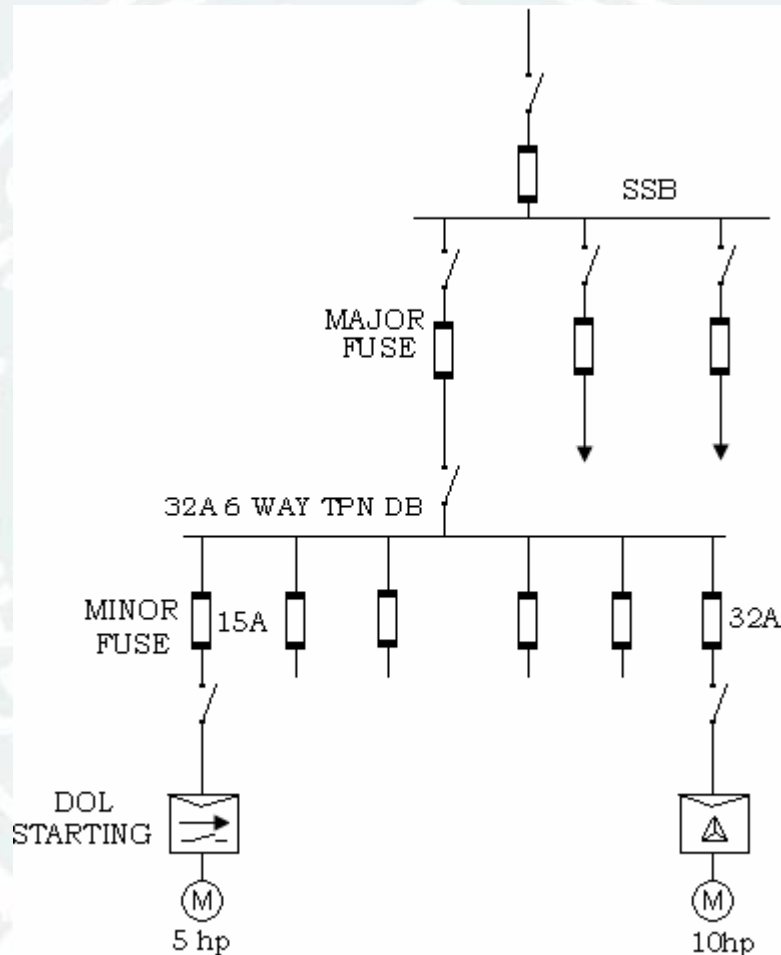 SSB
MAJOR
FUSE
32A 6 WAY TPN DB
MINOR
FUSE
15A
32A
DOL
STARTING
M
M
5 hp
10hp